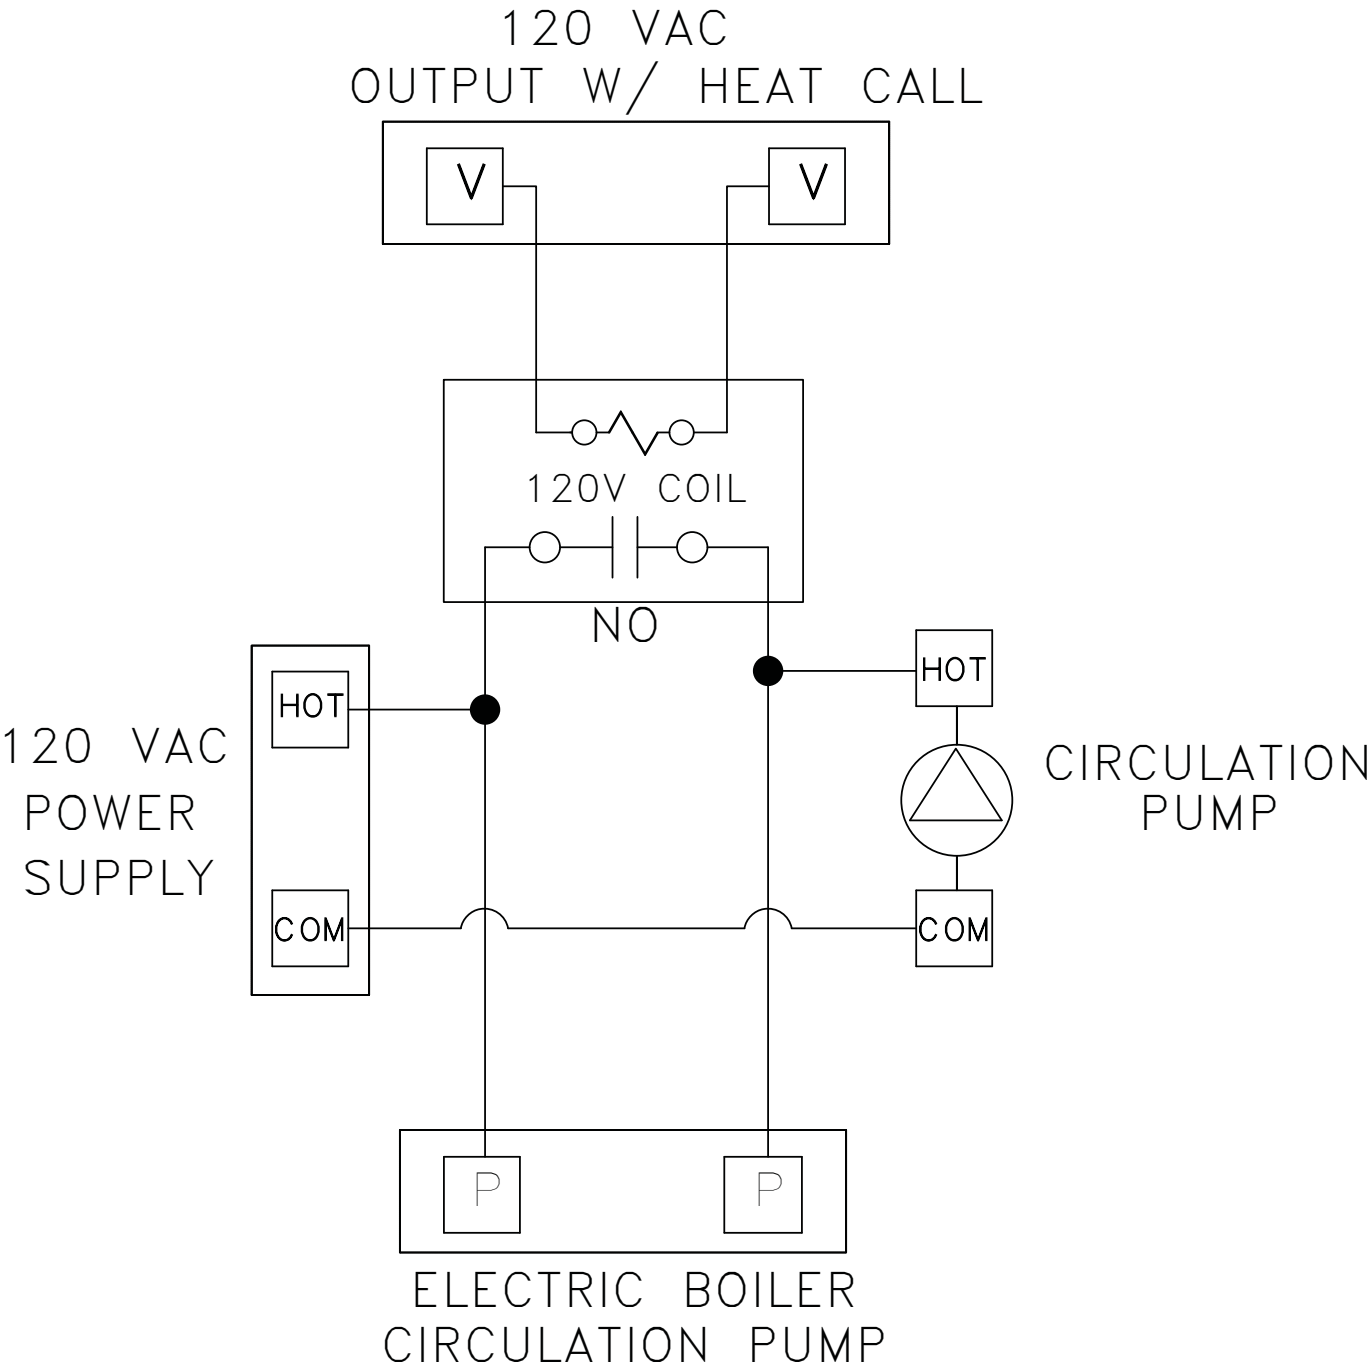 120 VAC
OUTPUT W/ HEAT CALL
V V
120V COIL
NO
HOT HOT
120 VAC
POWER
SUPPLY
CIRCULATION
PUMP
COM COM
P P
ELECTRIC BOILER
CIRCULATION PUMP